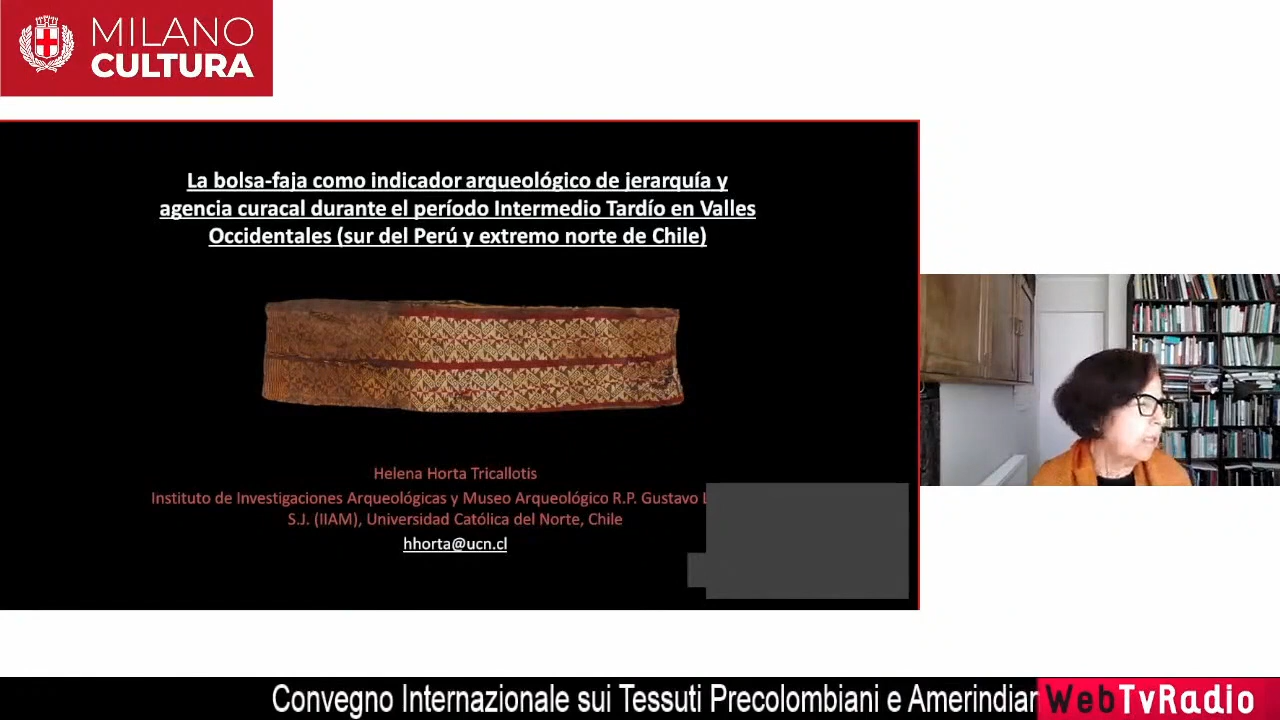 MILANO
CULTURA
La bolsa-faja como indicador arqueológico de jerarquía y
agencia curacal durante el período Intermedio Tardío en Valles
Occidentales (sur del Perú y extremo norte de Chile)
Helena Horta Tricallotis
Instituto de Investigaciones Arqueológicas y Museo Arqueológico R.P. Gustavo
S.J. (IIAM), Universidad Católica del Norte, Chile
hhorta@ucn.cl
Convegno Internazionale sui Tessuti Precolombiani e Amerindian
WebTvRadio